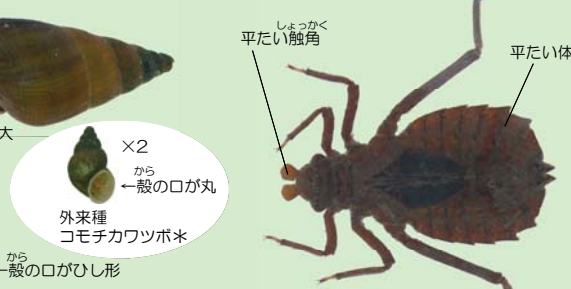 しょっかく
平たい触角
平たい体
大
×2
から
←殻の口が丸
外来種
コモチカワツボ*
から
殻の口がひし形